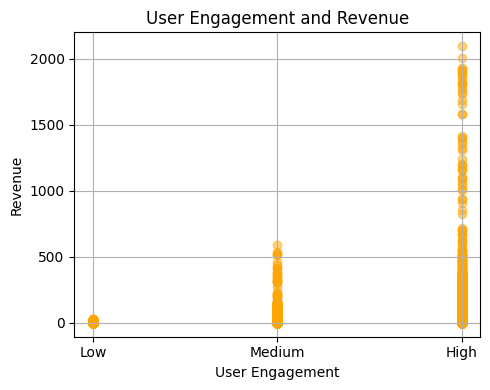 User Engagement and Revenue
2000
1500
1000
500
0
Revenue
Low Medium High
User Engagement